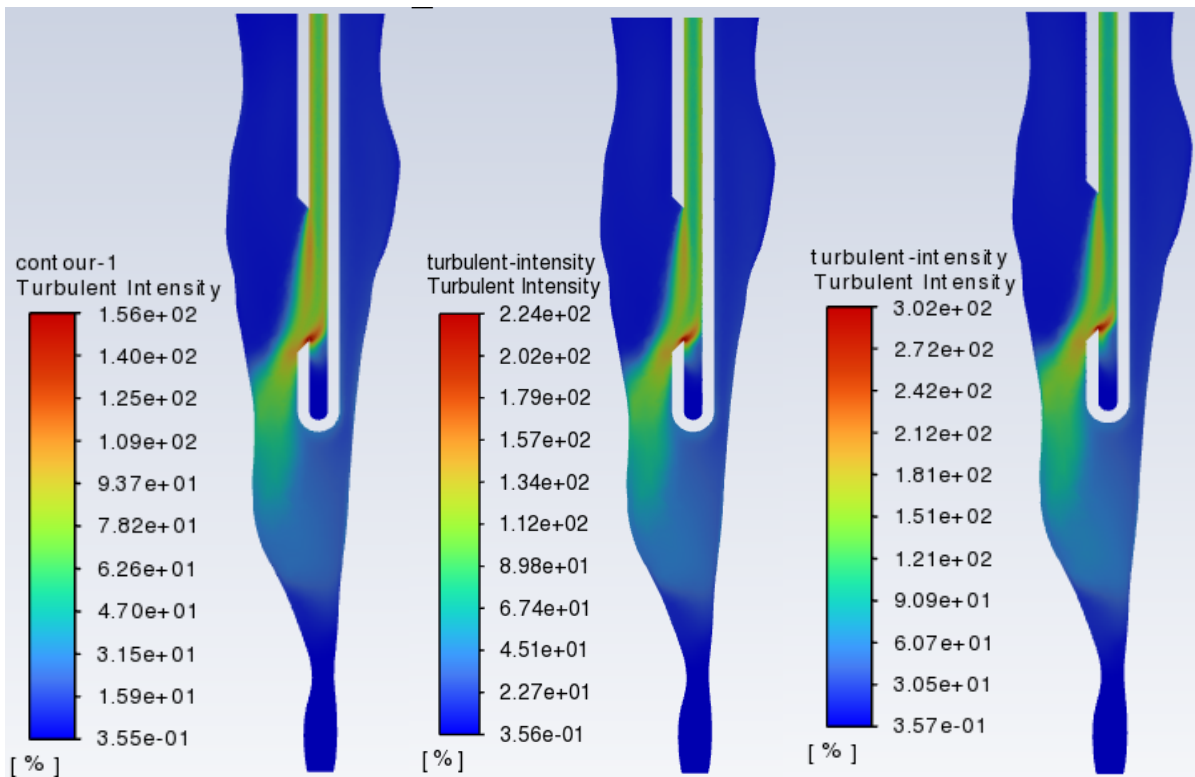 contour-1
Turbulent Intensity
1.56e+02
1.40e+02
1.25e+02
1.09e+02
9.37e+01
7.82e+01
6.26e+01
4.70e+01
3.15e+01
1.59e+01
3.55e-01
[ % ]
turbulent-intensity
Turbulent Intensity
2.24e+02
2.02e+02
1.79e+02
1.57e+02
1.34e+02
1.12e+02
8.98e+01
6.74e+01
4.51e+01
2.27e+01
3.56e-01
[ % ]
turbulent-intensity
Turbulent Intensity
3.02e+02
2.72e+02
2.42e+02
2.12e+02
1.81e+02
1.51e+02
1.21e+02
9.09e+01
6.07e+01
3.05e+01
3.57e-01
[ % ]